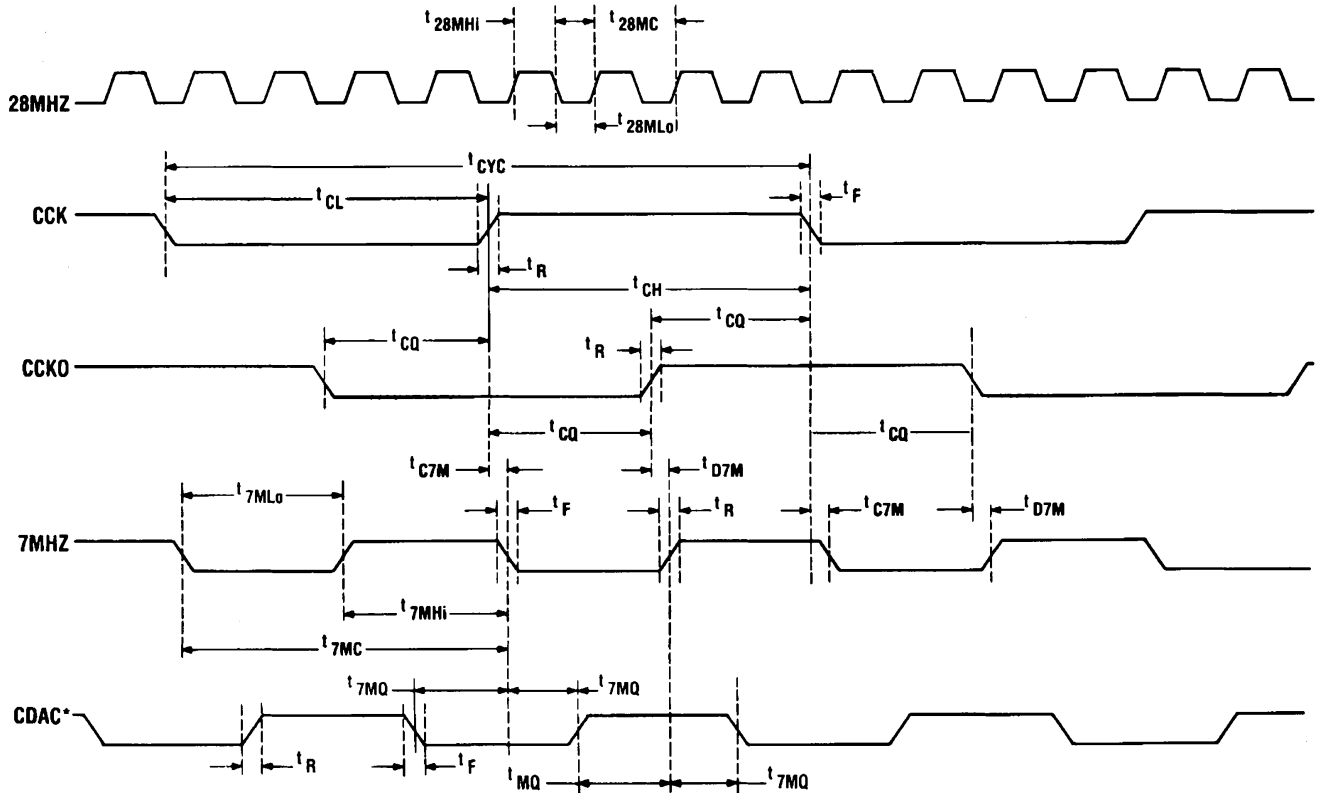 t28MHi t28MC
28MHZ
t28MLo
tCYC
tCL tF
CCK
tR
tCH
tCQ tCQ
tR
CCKO
tCQ tCQ
tC7M tD7M
t7MLo tF tR tC7M tD7M
7MHZ
t7MHi
t7MC
t7MQ t7MQ
CDAC*
tR tF tMQ t7MQ